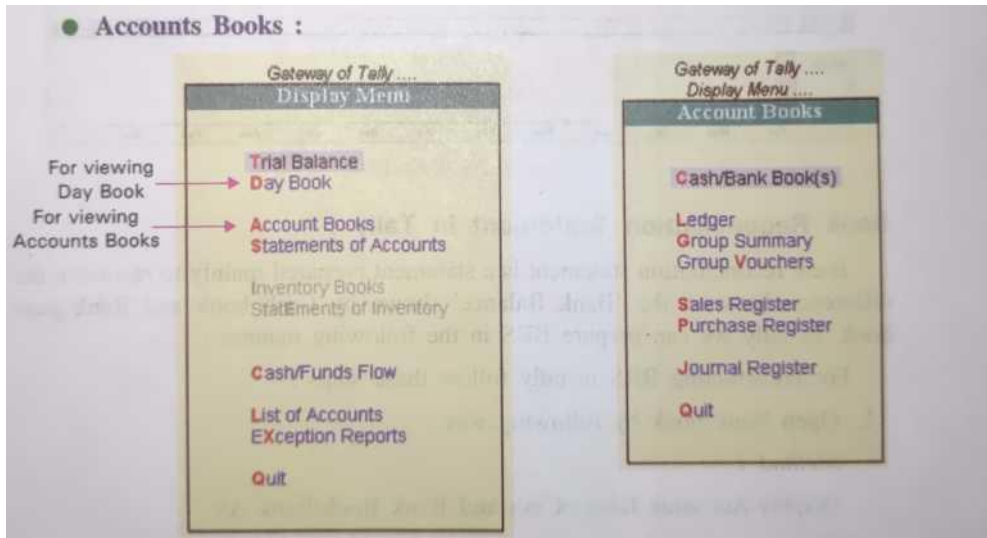 ● Accounts Books :
Gateway of Tally ....
Display Menu
Trial Balance
Day Book
Account Books
Statements of Accounts
Inventory Books
Statements of Inventory
Cash/Funds Flow
List of Accounts
EXception Reports
Quit
For viewing
Day Book
For viewing
Accounts Books
Gateway of Tally ....
Display Menu ....
Account Books
Cash/Bank Book(s)
Ledger
Group Summary
Group Vouchers
Sales Register
Purchase Register
Journal Register
Quit